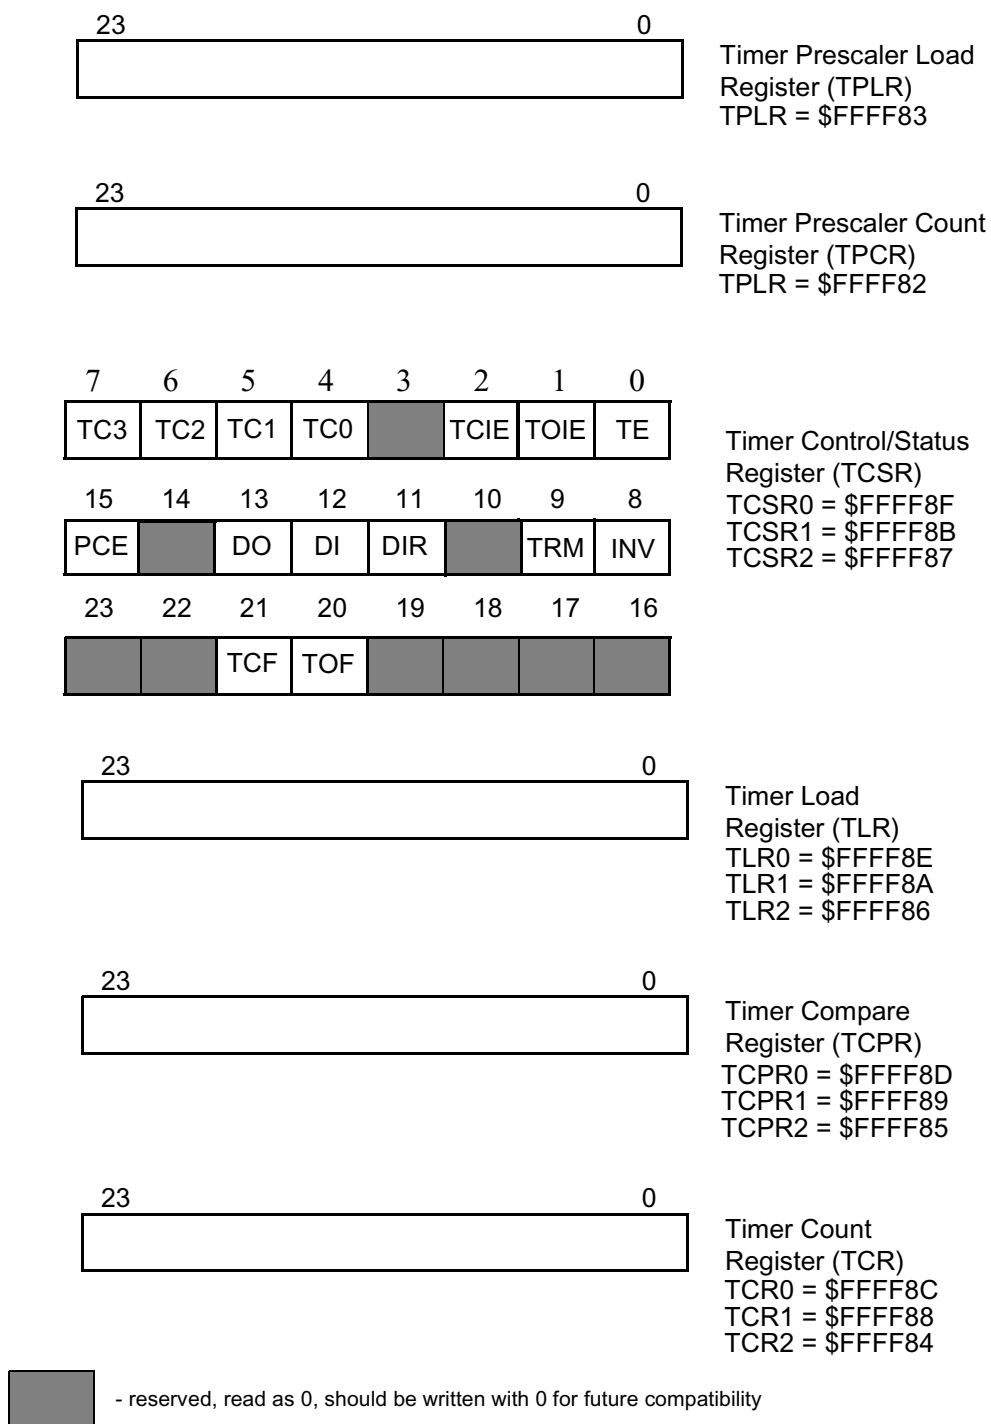 23 0
Timer Prescaler Load
Register (TPLR)
TPLR = $FFFF83
23 0
Timer Prescaler Count
Register (TPCR)
TPLR = $FFFF82
7 6 5 4 3 2 1 0
TC3 TC2 TC1 TC0 TCIE TOIE TE
15 14 13 12 11 10 9 8
PCE DO DI DIR TRM INV
23 22 21 20 19 18 17 16
TCF TOF
Timer Control/Status
Register (TCSR)
TCSR0 = $FFFF8F
TCSR1 = $FFFF8B
TCSR2 = $FFFF87
23 0
Timer Load
Register (TLR)
TLR0 = $FFFF8E
TLR1 = $FFFF8A
TLR2 = $FFFF86
23 0
Timer Compare
Register (TCPR)
TCPR0 = $FFFF8D
TCPR1 = $FFFF89
TCPR2 = $FFFF85
23 0
Timer Count
Register (TCR)
TCR0 = $FFFF8C
TCR1 = $FFFF88
TCR2 = $FFFF84
- reserved, read as 0, should be written with 0 for future compatibility